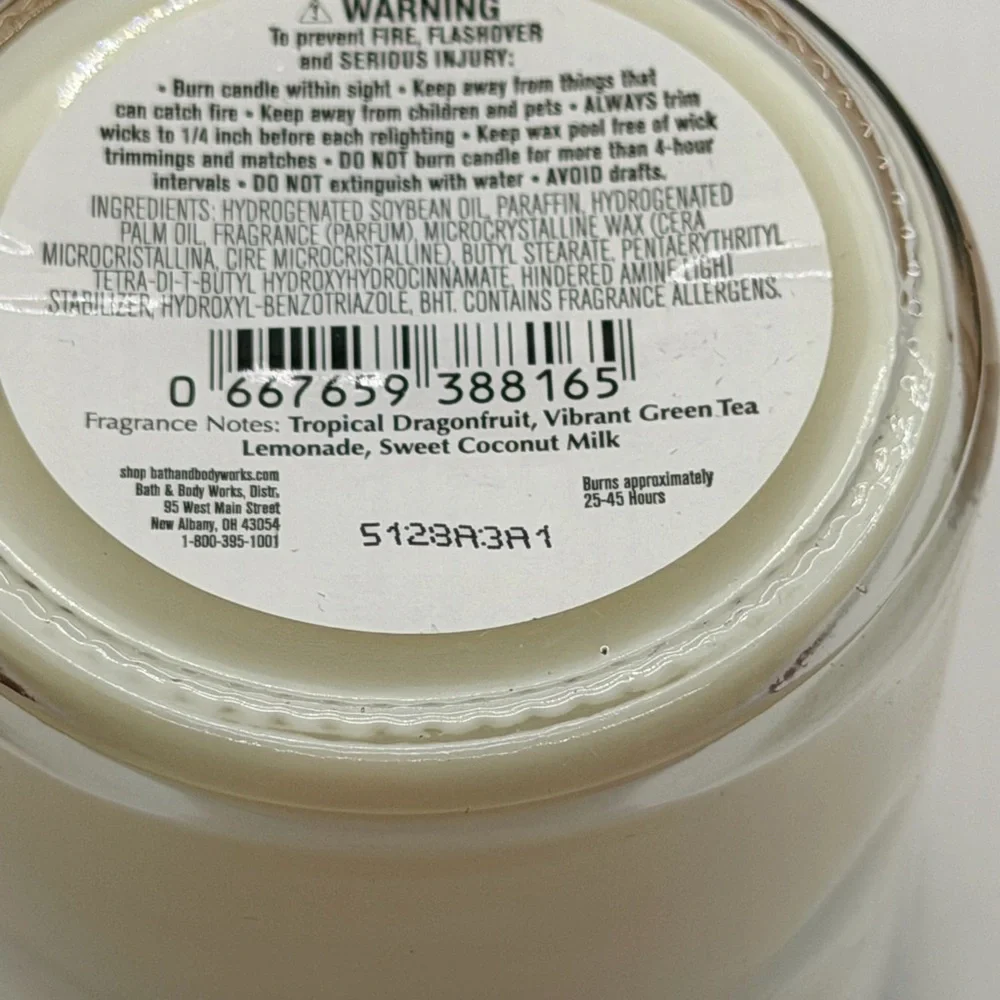 ⚠ WARNING
To prevent FIRE, FLASHOVER
and SERIOUS INJURY:
• Burn candle within sight • Keep away from things that
can catch fire • Keep away from children and pets • ALWAYS trim
wicks to 1/4 inch before each relighting • Keep wax pool free of wick
trimmings and matches • DO NOT burn candle for more than 4-hour
intervals • DO NOT extinguish with water • AVOID drafts.
INGREDIENTS: HYDROGENATED SOYBEAN OIL, PARAFFIN, HYDROGENATED
PALM OIL, FRAGRANCE (PARFUM), MICROCRYSTALLINE WAX (CERA
MICROCRISTALLINA, CIRE MICROCRISTALLINE), BUTYL STEARATE, PENTAERYTHRITYL
TETRA-DI-T-BUTYL HYDROXYHYDROCINNAMATE, HINDERED AMINE LIGHT
STABILIZER, HYDROXYL-BENZOTRIAZOLE, BHT. CONTAINS FRAGRANCE ALLERGENS.
0 667659 388165
Fragrance Notes: Tropical Dragonfruit, Vibrant Green Tea
Lemonade, Sweet Coconut Milk
shop bathandbodyworks.com
Bath & Body Works, Distr,
95 West Main Street
New Albany, OH 43054
1-800-395-1001
Burns approximately
25-45 Hours
5128A3A1